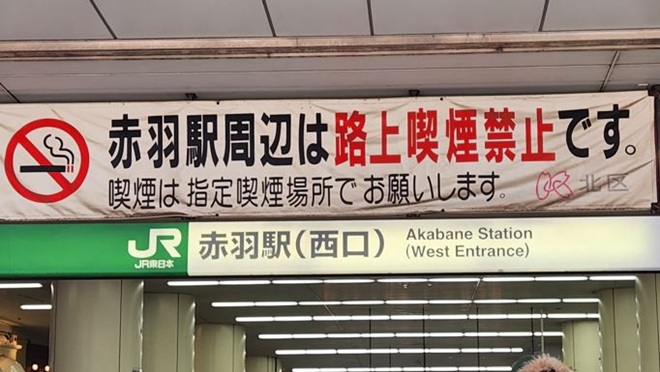 赤羽駅周辺は路上喫煙禁止です。
喫煙は指定喫煙場所でお願いします。 北区
JR
JR東日本
赤羽駅(西口)
Akabane Station
(West Entrance)